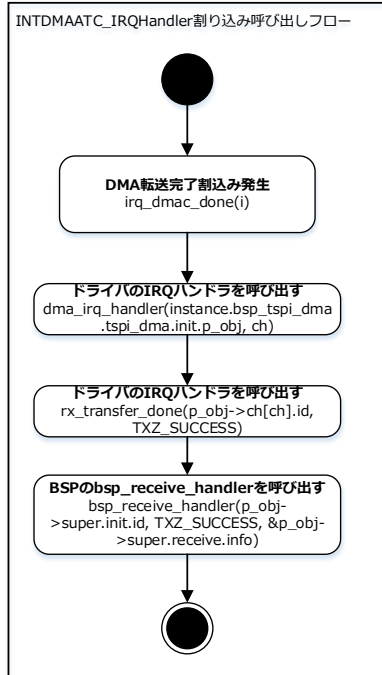 INTDMAATC_IRQHandler割り込み呼び出しフロー
DMA転送完了割込み発生
irq_dmac_done(i)
ドライバのIRQハンドラを呼び出す
dma_irq_handler(instance.bsp_tspi_dma
.tspi_dma.init.p_obj, ch)
ドライバのIRQハンドラを呼び出す
rx_transfer_done(p_obj->ch[ch].id,
TXZ_SUCCESS)
BSPのbsp_receive_handlerを呼び出す
bsp_receive_handler(p_obj-
>super.init.id, TXZ_SUCCESS, &p_obj-
>super.receive.info)